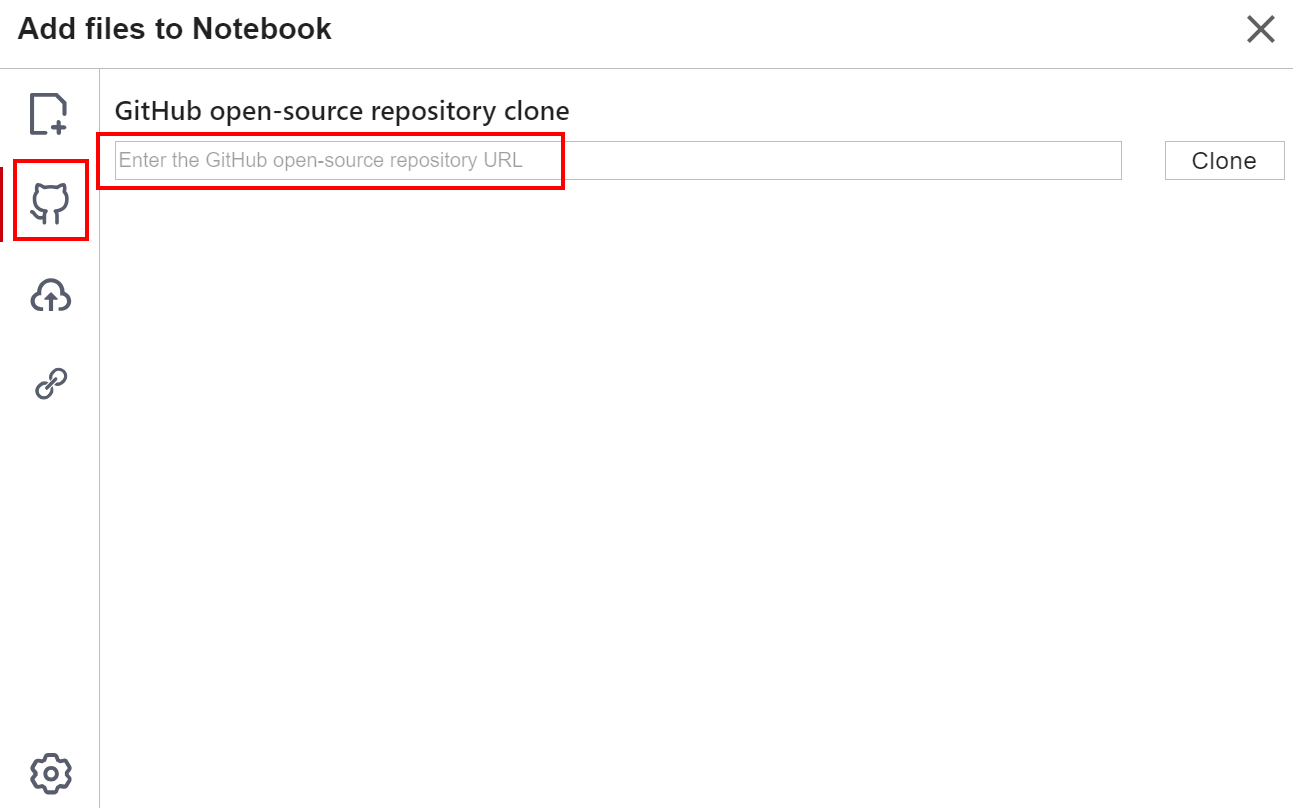 Add files to Notebook
GitHub open-source repository clone
Enter the GitHub open-source repository URL
Clone